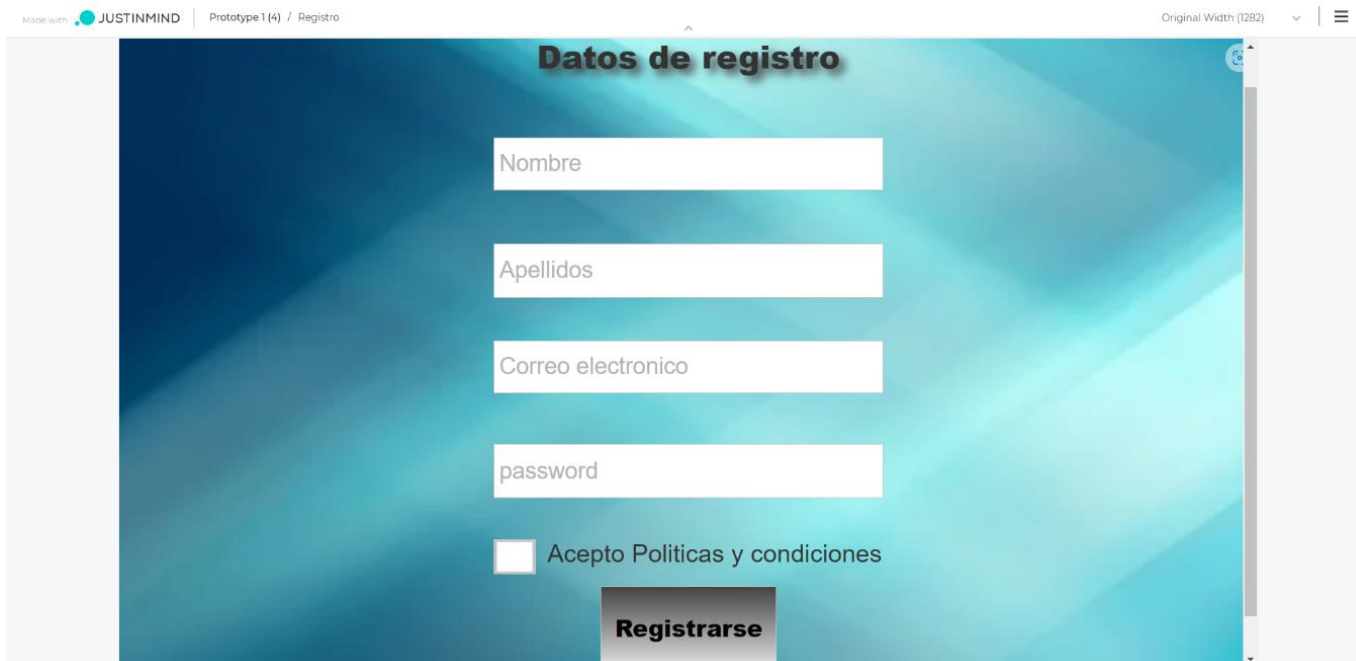 Made with JUSTINMIND Prototype 1 (4) / Registro Original Width (1282)
Datos de registro
Nombre
Apellidos
Correo electronico
password
Acepto Politicas y condiciones
Registrarse